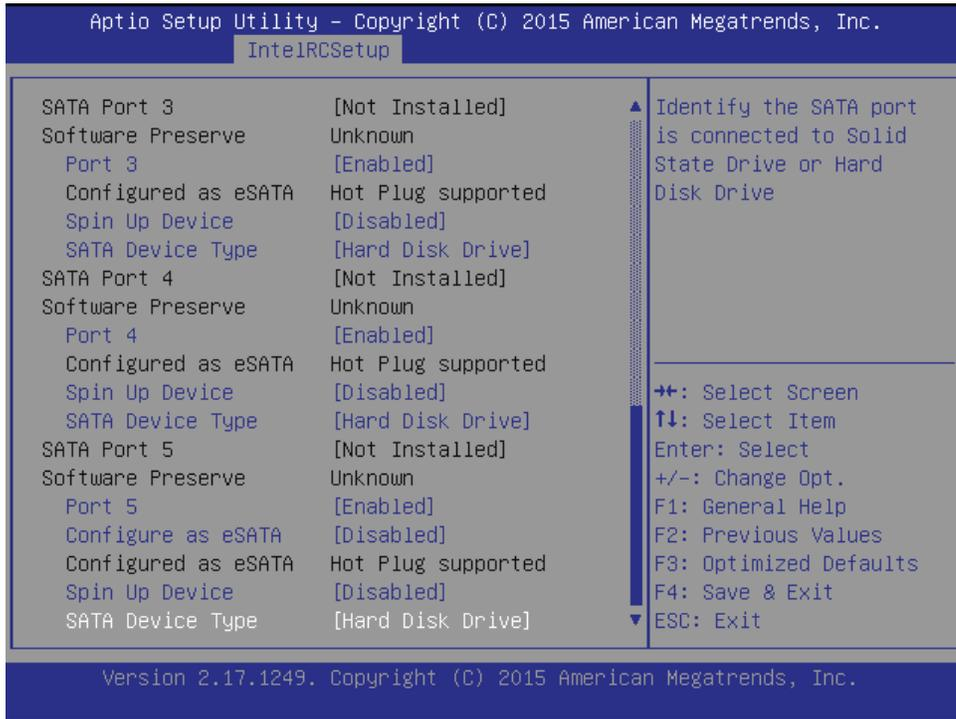 Aptio Setup Utility – Copyright (C) 2015 American Megatrends, Inc.
IntelRCSetup
SATA Port 3 [Not Installed]
Software Preserve Unknown
Port 3 [Enabled]
Configured as eSATA Hot Plug supported
Spin Up Device [Disabled]
SATA Device Type [Hard Disk Drive]
SATA Port 4 [Not Installed]
Software Preserve Unknown
Port 4 [Enabled]
Configured as eSATA Hot Plug supported
Spin Up Device [Disabled]
SATA Device Type [Hard Disk Drive]
SATA Port 5 [Not Installed]
Software Preserve Unknown
Port 5 [Enabled]
Configure as eSATA [Disabled]
Configured as eSATA Hot Plug supported
Spin Up Device [Disabled]
SATA Device Type [Hard Disk Drive]
Identify the SATA port
is connected to Solid
State Drive or Hard
Disk Drive
→←: Select Screen
↑↓: Select Item
Enter: Select
+/-: Change Opt.
F1: General Help
F2: Previous Values
F3: Optimized Defaults
F4: Save & Exit
ESC: Exit
Version 2.17.1249. Copyright (C) 2015 American Megatrends, Inc.